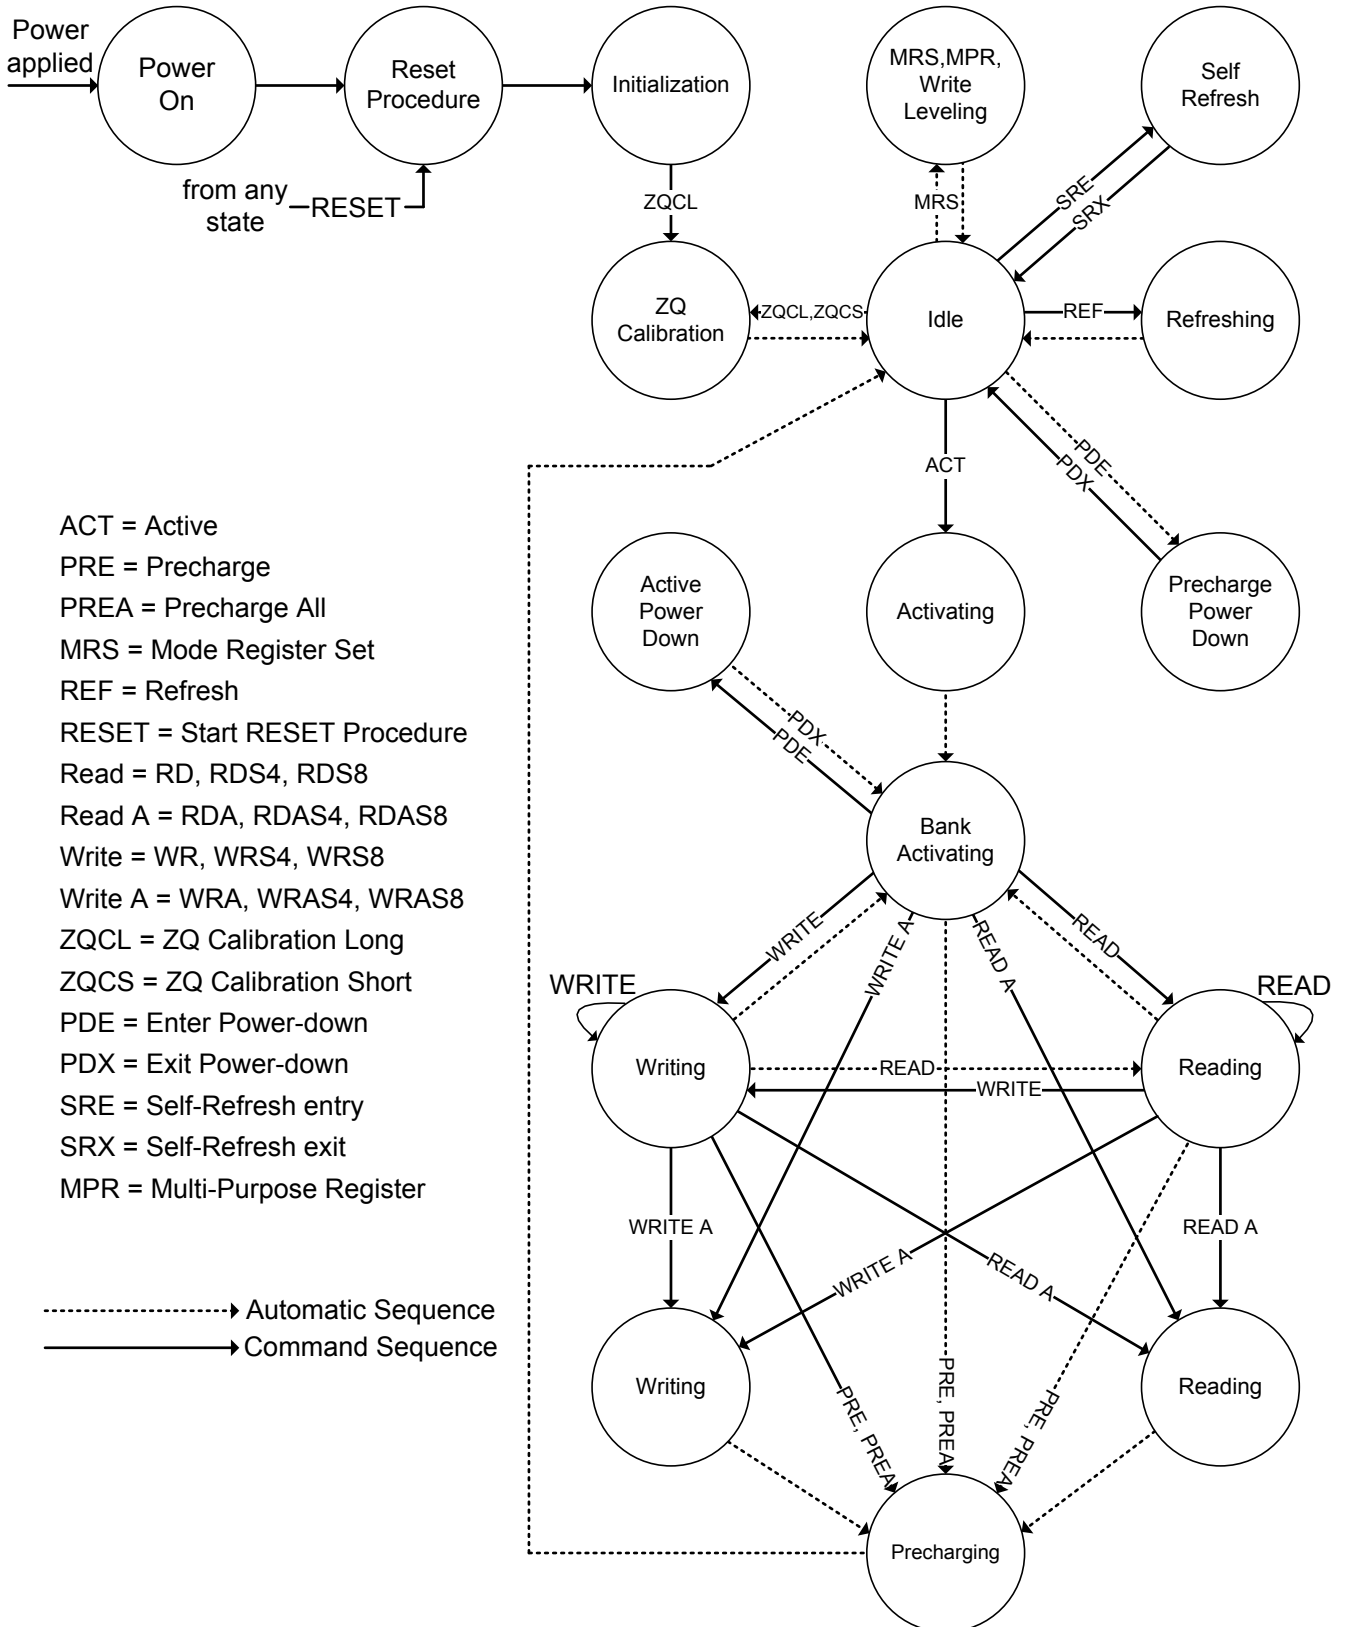 Power
applied
Power
On
Reset
Procedure
Initialization
MRS,MPR,
Write
Leveling
Self
Refresh
from any
state
RESET
ZQCL
MRS
SRE
SRX
ZQ
Calibration
ZQCL,ZQCS
Idle
REF
Refreshing
ACT
PDE
PDX
ACT = Active
PRE = Precharge
PREA = Precharge All
MRS = Mode Register Set
REF = Refresh
RESET = Start RESET Procedure
Read = RD, RDS4, RDS8
Read A = RDA, RDAS4, RDAS8
Write = WR, WRS4, WRS8
Write A = WRA, WRAS4, WRAS8
ZQCL = ZQ Calibration Long
ZQCS = ZQ Calibration Short
PDE = Enter Power-down
PDX = Exit Power-down
SRE = Self-Refresh entry
SRX = Self-Refresh exit
MPR = Multi-Purpose Register
Automatic Sequence
Command Sequence
Active
Power
Down
Activating
Precharge
Power
Down
PDX
PDE
Bank
Activating
WRITE
WRITE A
READ A
READ
WRITE
READ
Writing
READ
WRITE
Reading
WRITE A
WRITE A
READ A
READ A
Writing
PRE, PREA
PRE, PREA
PRE, PREA
Reading
Precharging